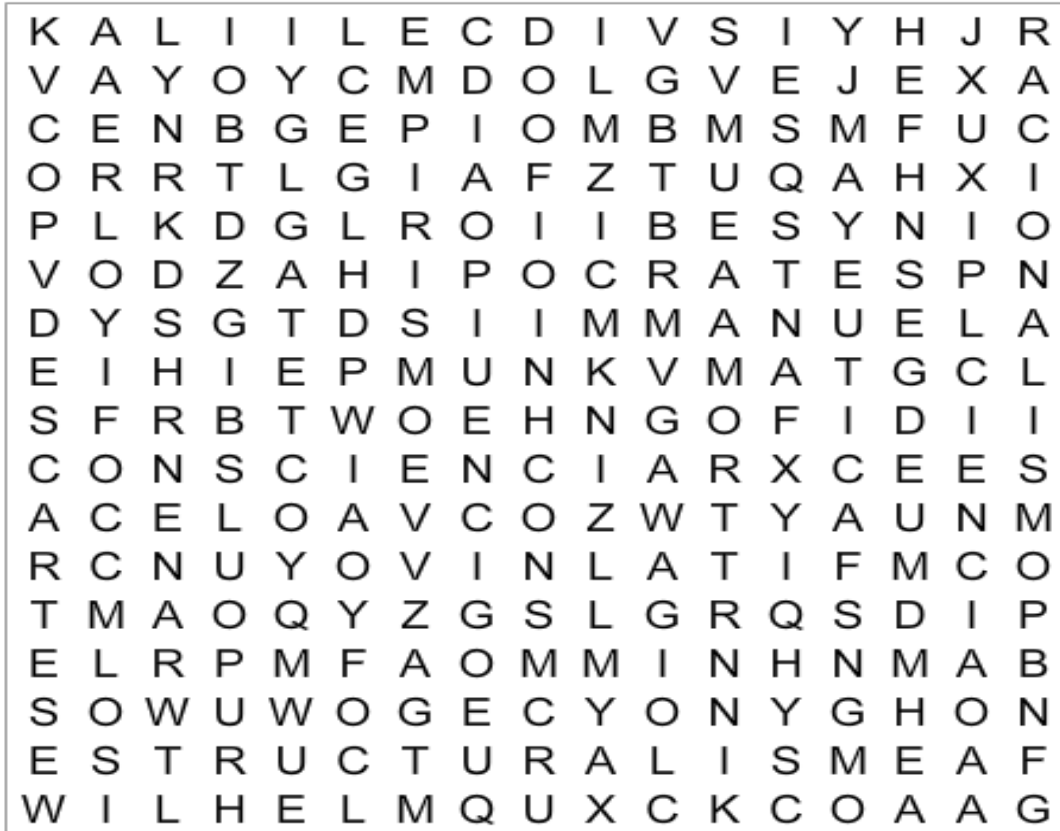 K A L I I L E C D I V S I Y H J R
V A Y O Y C M D O L G V E J E X A
C E N B G E P I O M B M S M F U C
O R R T L G I A F Z T U Q A H X I
P L K D G L R O I I B E S Y N I O
V O D Z A H I P O C R A T E S P N
D Y S G T D S I I M M A N U E L A
E I H I E P M U N K V M A T G C L
S F R B T W O E H N G O F I D I I
C O N S C I E N C I A R X C E E S
A C E L O A V C O Z W T Y A U N M
R C N U Y O V I N L A T I F M C O
T M A O Q Y Z G S L G R Q S D I P
E L R P M F A O M M I N H N M A B
S O W U W O G E C Y O N Y G H O N
E S T R U C T U R A L I S M E A F
W I L H E L M Q U X C K C O A A G